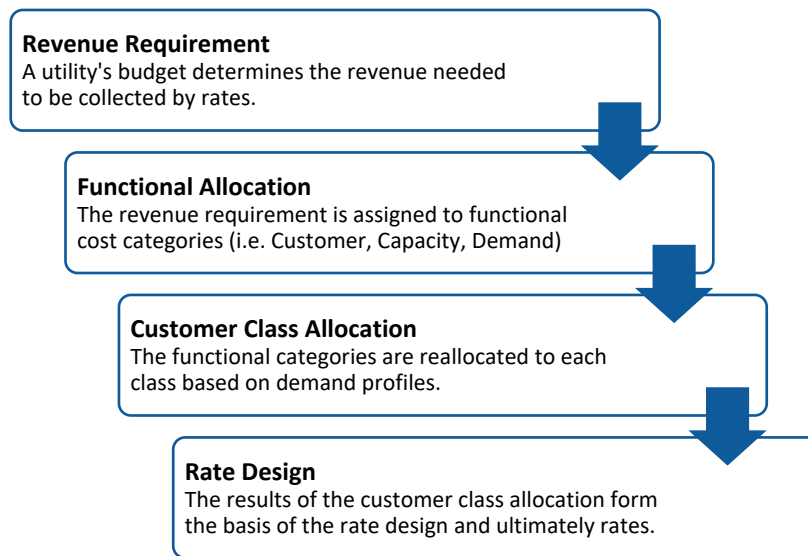 Revenue Requirement
A utility's budget determines the revenue needed
to be collected by rates.
Functional Allocation
The revenue requirement is assigned to functional
cost categories (i.e. Customer, Capacity, Demand)
Customer Class Allocation
The functional categories are reallocated to each
class based on demand profiles.
Rate Design
The results of the customer class allocation form
the basis of the rate design and ultimately rates.